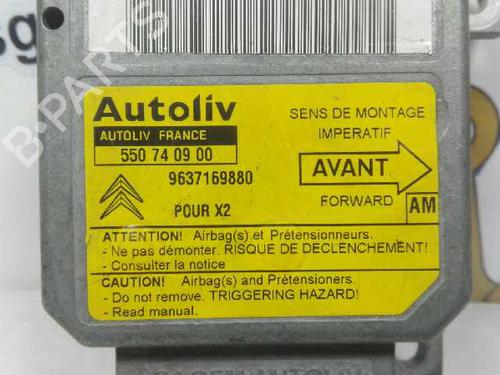 Autoliv
AUTOLIV FRANCE
550 74 09 00
9637169880
POUR X2
SENS DE MONTAGE
IMPERATIF
AVANT
FORWARD
AM
ATTENTION! Airbag(s) et Prétensionneurs.
- Ne pas démonter. RISQUE DE DECLENCHEMENT!
- Consulter la notice
CAUTION! Airbag(s) and Pretensioners.
- Do not remove. TRIGGERING HAZARD!
- Read manual.
B-PARTS